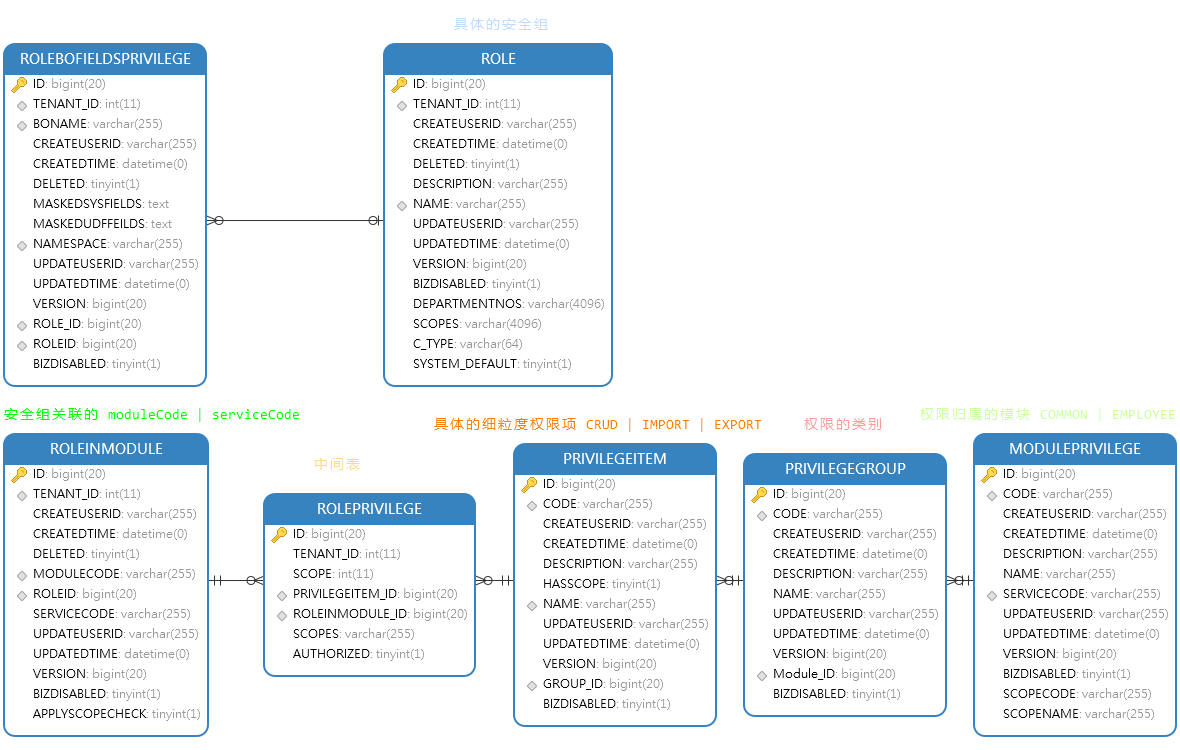 具体的安全组
ROLEBOFIELDSPRIVILEGE
ID: bigint(20)
TENANT_ID: int(11)
BONAME: varchar(255)
CREATEUSERID: varchar(255)
CREATEDTIME: datetime(0)
DELETED: tinyint(1)
MASKEDSYSFIELDS: text
MASKEDUDFFEILDS: text
NAMESPACE: varchar(255)
UPDATEUSERID: varchar(255)
UPDATEDTIME: datetime(0)
VERSION: bigint(20)
ROLE_ID: bigint(20)
ROLEID: bigint(20)
BIZDISABLED: tinyint(1)
ROLE
ID: bigint(20)
TENANT_ID: int(11)
CREATEUSERID: varchar(255)
CREATEDTIME: datetime(0)
DELETED: tinyint(1)
DESCRIPTION: varchar(255)
NAME: varchar(255)
UPDATEUSERID: varchar(255)
UPDATEDTIME: datetime(0)
VERSION: bigint(20)
BIZDISABLED: tinyint(1)
DEPARTMENTNOS: varchar(4096)
SCOPES: varchar(4096)
C_TYPE: varchar(64)
SYSTEM_DEFAULT: tinyint(1)
安全组关联的 moduleCode | serviceCode
ROLEINMODULE
ID: bigint(20)
TENANT_ID: int(11)
CREATEUSERID: varchar(255)
CREATEDTIME: datetime(0)
DELETED: tinyint(1)
MODULECODE: varchar(255)
ROLEID: bigint(20)
SERVICECODE: varchar(255)
UPDATEUSERID: varchar(255)
UPDATEDTIME: datetime(0)
VERSION: bigint(20)
BIZDISABLED: tinyint(1)
APPLYSCOPECHECK: tinyint(1)
中间表
ROLEPRIVILEGE
ID: bigint(20)
TENANT_ID: int(11)
SCOPE: int(11)
PRIVILEGEITEM_ID: bigint(20)
ROLEINMODULE_ID: bigint(20)
SCOPES: varchar(255)
AUTHORIZED: tinyint(1)
具体的细粒度权限项 CRUD | IMPORT | EXPORT
PRIVILEGEITEM
ID: bigint(20)
CODE: varchar(255)
CREATEUSERID: varchar(255)
CREATEDTIME: datetime(0)
DESCRIPTION: varchar(255)
HASSCOPE: tinyint(1)
NAME: varchar(255)
UPDATEUSERID: varchar(255)
UPDATEDTIME: datetime(0)
VERSION: bigint(20)
GROUP_ID: bigint(20)
BIZDISABLED: tinyint(1)
权限的类别
PRIVILEGEGROUP
ID: bigint(20)
CODE: varchar(255)
CREATEUSERID: varchar(255)
CREATEDTIME: datetime(0)
DESCRIPTION: varchar(255)
NAME: varchar(255)
UPDATEUSERID: varchar(255)
UPDATEDTIME: datetime(0)
VERSION: bigint(20)
Module_ID: bigint(20)
BIZDISABLED: tinyint(1)
权限归属的模块 COMMON | EMPLOYEE
MODULEPRIVILEGE
ID: bigint(20)
CODE: varchar(255)
CREATEUSERID: varchar(255)
CREATEDTIME: datetime(0)
DESCRIPTION: varchar(255)
NAME: varchar(255)
SERVICECODE: varchar(255)
UPDATEUSERID: varchar(255)
UPDATEDTIME: datetime(0)
VERSION: bigint(20)
BIZDISABLED: tinyint(1)
SCOPECODE: varchar(255)
SCOPENAME: varchar(255)